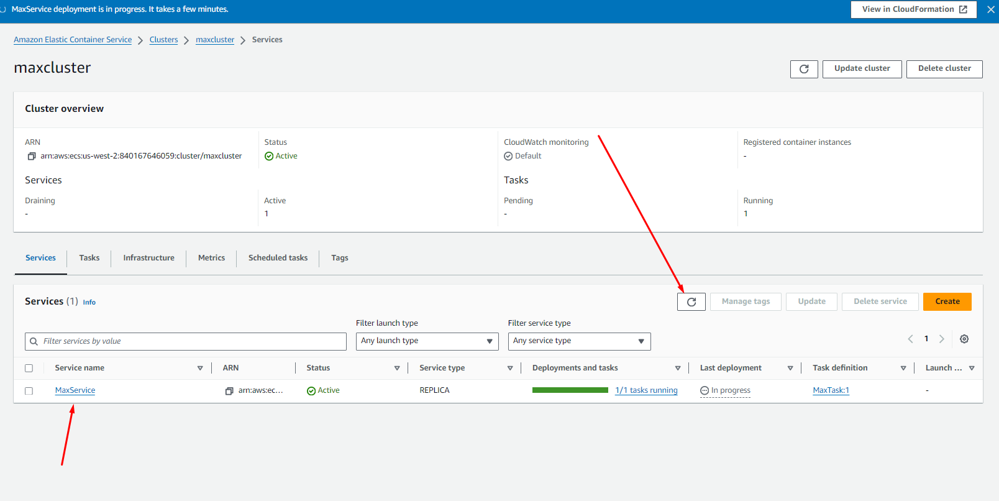 MaxService deployment is in progress. It takes a few minutes.
View in CloudFormation
Amazon Elastic Container Service
Clusters
maxcluster
Services
maxcluster
Update cluster
Delete cluster
Cluster overview
ARN
Status
CloudWatch monitoring
Registered container instances
arn:aws:ecs:us-west-2:840167646059:cluster/maxcluster
Active
Default
-
Services
Tasks
Draining
Active
Pending
Running
-
1
-
1
Services
Tasks
Infrastructure
Metrics
Scheduled tasks
Tags
Services (1) Info
Manage tags
Update
Delete service
Create
Filter launch type
Filter service type
Filter services by value
Any launch type
Any service type
1
Service name
ARN
Status
Service type
Deployments and tasks
Last deployment
Task definition
Launch ...
MaxService
arn:aws:ec...
Active
REPLICA
1/1 tasks running
In progress
MaxTask:1
-